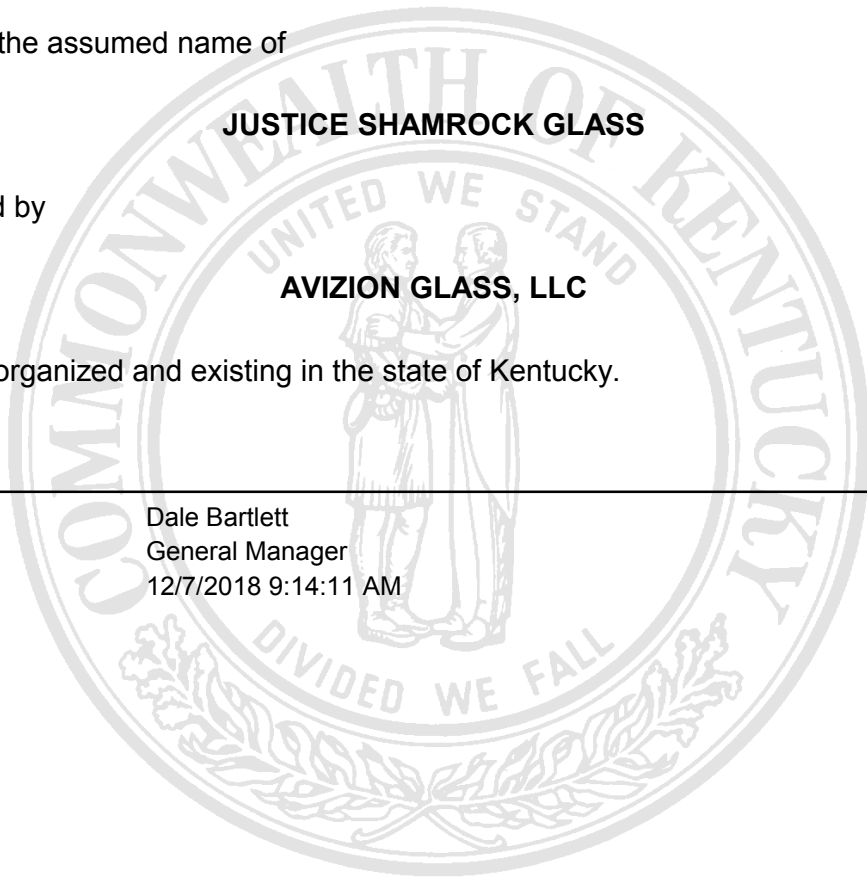 the assumed name of
JUSTICE SHAMROCK GLASS
by
AVIZION GLASS, LLC
organized and existing in the state of Kentucky.
Dale Bartlett
General Manager
12/7/2018 9:14:11 AM
COMMONWEALTH OF KENTUCKY
UNITED WE STAND
DIVIDED WE FALL